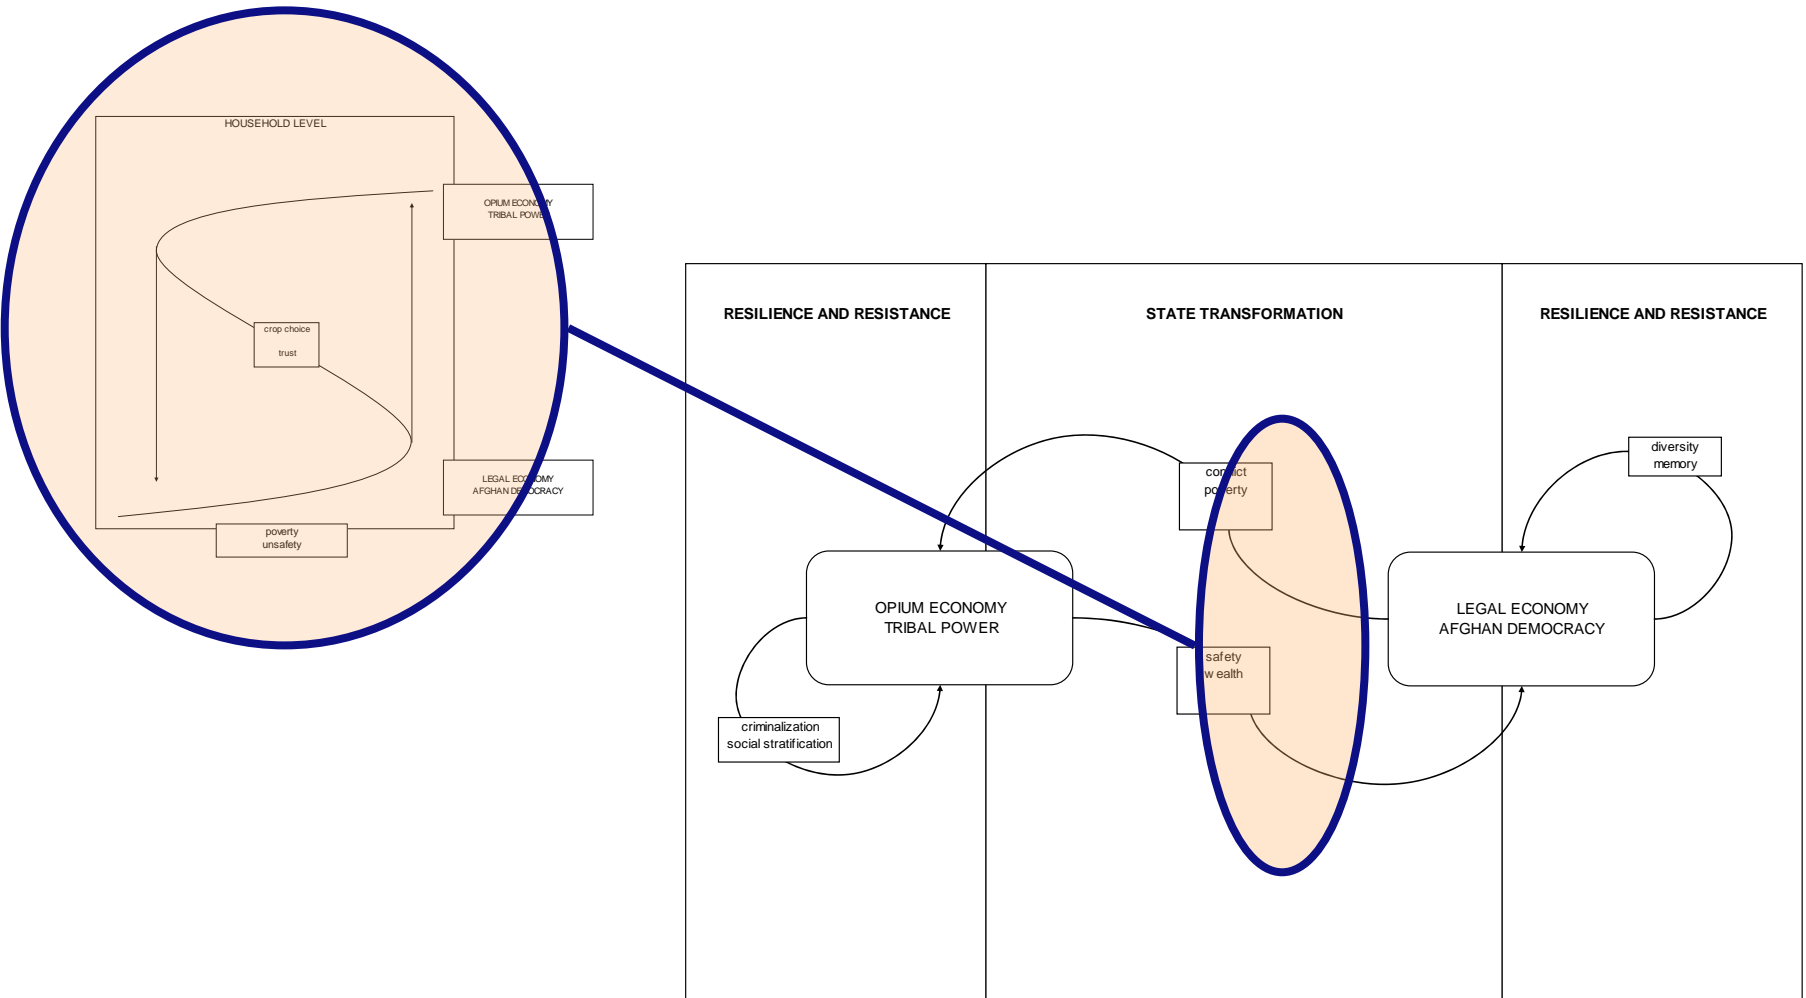 HOUSEHOLD LEVEL
OPIUM ECONOMY
TRIBAL POWER
crop choice
trust
LEGAL ECONOMY
AFGHAN DEMOCRACY
poverty
unsafety
RESILIENCE AND RESISTANCE
STATE TRANSFORMATION
RESILIENCE AND RESISTANCE
conflict
poverty
diversity
memory
OPIUM ECONOMY
TRIBAL POWER
LEGAL ECONOMY
AFGHAN DEMOCRACY
safety
wealth
criminalization
social stratification